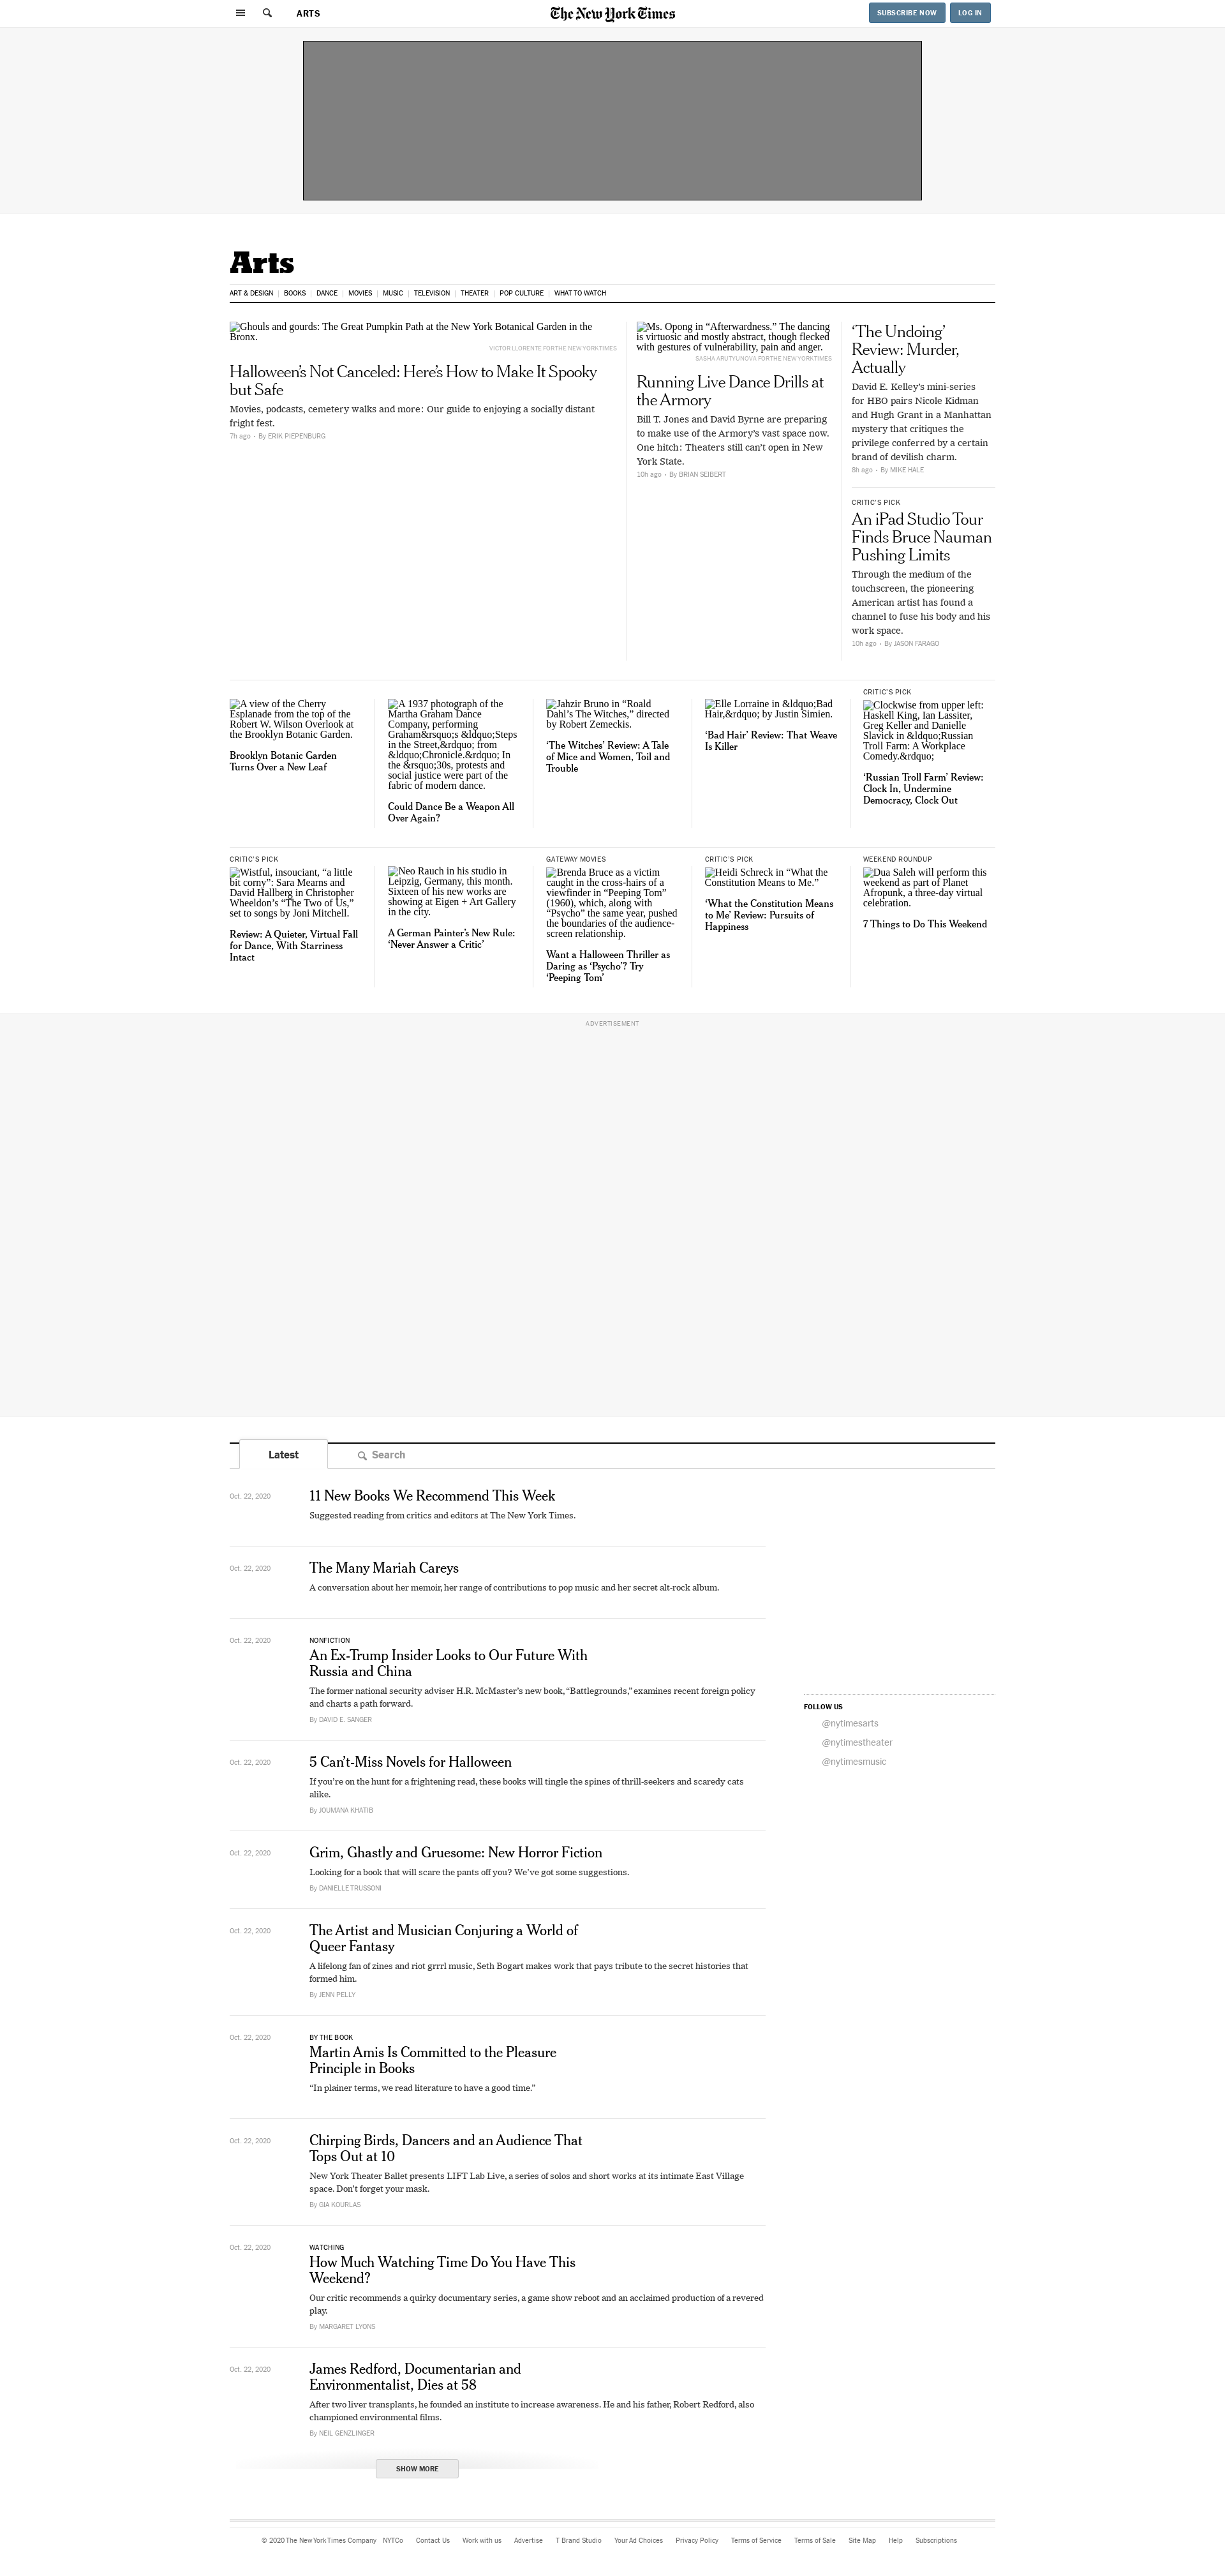 ARTS
The New York Times
SUBSCRIBE NOW
LOG IN
Arts
ART & DESIGN
BOOKS
DANCE
MOVIES
MUSIC
TELEVISION
THEATER
POP CULTURE
WHAT TO WATCH
Ghouls and gourds: The Great Pumpkin Path at the New York Botanical Garden in the
Bronx.
VICTOR LLORENTE FOR THE NEW YORK TIMES
Halloween’s Not Canceled: Here’s How to Make It Spooky
but Safe
Movies, podcasts, cemetery walks and more: Our guide to enjoying a socially distant
fright fest.
7h ago • By ERIK PIEPENBURG
Ms. Opong in “Afterwardness.” The dancing
is virtuosic and mostly abstract, though flecked
with gestures of vulnerability, pain and anger.
SASHA ARUTYUNOVA FOR THE NEW YORK TIMES
Running Live Dance Drills at
the Armory
Bill T. Jones and David Byrne are preparing
to make use of the Armory’s vast space now.
One hitch: Theaters still can’t open in New
York State.
10h ago • By BRIAN SEIBERT
‘The Undoing’
Review: Murder,
Actually
David E. Kelley’s mini-series
for HBO pairs Nicole Kidman
and Hugh Grant in a Manhattan
mystery that critiques the
privilege conferred by a certain
brand of devilish charm.
8h ago • By MIKE HALE
CRITIC’S PICK
An iPad Studio Tour
Finds Bruce Nauman
Pushing Limits
Through the medium of the
touchscreen, the pioneering
American artist has found a
channel to fuse his body and his
work space.
10h ago • By JASON FARAGO
A view of the Cherry
Esplanade from the top of the
Robert W. Wilson Overlook at
the Brooklyn Botanic Garden.
Brooklyn Botanic Garden
Turns Over a New Leaf
A 1937 photograph of the
Martha Graham Dance
Company, performing
Graham&rsquo;s &ldquo;Steps
in the Street,&rdquo; from
&ldquo;Chronicle.&rdquo; In
the &rsquo;30s, protests and
social justice were part of the
fabric of modern dance.
Could Dance Be a Weapon All
Over Again?
Jahzir Bruno in “Roald
Dahl’s The Witches,” directed
by Robert Zemeckis.
‘The Witches’ Review: A Tale
of Mice and Women, Toil and
Trouble
Elle Lorraine in &ldquo;Bad
Hair,&rdquo; by Justin Simien.
‘Bad Hair’ Review: That Weave
Is Killer
CRITIC’S PICK
Clockwise from upper left:
Haskell King, Ian Lassiter,
Greg Keller and Danielle
Slavick in &ldquo;Russian
Troll Farm: A Workplace
Comedy.&rdquo;
‘Russian Troll Farm’ Review:
Clock In, Undermine
Democracy, Clock Out
CRITIC’S PICK
Wistful, insouciant, “a little
bit corny”: Sara Mearns and
David Hallberg in Christopher
Wheeldon’s “The Two of Us,”
set to songs by Joni Mitchell.
Review: A Quieter, Virtual Fall
for Dance, With Starriness
Intact
Neo Rauch in his studio in
Leipzig, Germany, this month.
Sixteen of his new works are
showing at Eigen + Art Gallery
in the city.
A German Painter’s New Rule:
‘Never Answer a Critic’
GATEWAY MOVIES
Brenda Bruce as a victim
caught in the cross-hairs of a
viewfinder in “Peeping Tom”
(1960), which, along with
“Psycho” the same year, pushed
the boundaries of the audience-
screen relationship.
Want a Halloween Thriller as
Daring as ‘Psycho’? Try
‘Peeping Tom’
CRITIC’S PICK
Heidi Schreck in “What the
Constitution Means to Me.”
‘What the Constitution Means
to Me’ Review: Pursuits of
Happiness
WEEKEND ROUNDUP
Dua Saleh will perform this
weekend as part of Planet
Afropunk, a three-day virtual
celebration.
7 Things to Do This Weekend
ADVERTISEMENT
Latest
Search
Oct. 22, 2020
11 New Books We Recommend This Week
Suggested reading from critics and editors at The New York Times.
Oct. 22, 2020
The Many Mariah Careys
A conversation about her memoir, her range of contributions to pop music and her secret alt-rock album.
Oct. 22, 2020
NONFICTION
An Ex-Trump Insider Looks to Our Future With
Russia and China
The former national security adviser H.R. McMaster’s new book, “Battlegrounds,” examines recent foreign policy
and charts a path forward.
By DAVID E. SANGER
FOLLOW US
@nytimesarts
@nytimestheater
@nytimesmusic
Oct. 22, 2020
5 Can’t-Miss Novels for Halloween
If you’re on the hunt for a frightening read, these books will tingle the spines of thrill-seekers and scaredy cats
alike.
By JOUMANA KHATIB
Oct. 22, 2020
Grim, Ghastly and Gruesome: New Horror Fiction
Looking for a book that will scare the pants off you? We’ve got some suggestions.
By DANIELLE TRUSSONI
Oct. 22, 2020
The Artist and Musician Conjuring a World of
Queer Fantasy
A lifelong fan of zines and riot grrrl music, Seth Bogart makes work that pays tribute to the secret histories that
formed him.
By JENN PELLY
Oct. 22, 2020
BY THE BOOK
Martin Amis Is Committed to the Pleasure
Principle in Books
“In plainer terms, we read literature to have a good time.”
Oct. 22, 2020
Chirping Birds, Dancers and an Audience That
Tops Out at 10
New York Theater Ballet presents LIFT Lab Live, a series of solos and short works at its intimate East Village
space. Don’t forget your mask.
By GIA KOURLAS
Oct. 22, 2020
WATCHING
How Much Watching Time Do You Have This
Weekend?
Our critic recommends a quirky documentary series, a game show reboot and an acclaimed production of a revered
play.
By MARGARET LYONS
Oct. 22, 2020
James Redford, Documentarian and
Environmentalist, Dies at 58
After two liver transplants, he founded an institute to increase awareness. He and his father, Robert Redford, also
championed environmental films.
By NEIL GENZLINGER
SHOW MORE
© 2020 The New York Times Company NYTCo Contact Us Work with us Advertise T Brand Studio Your Ad Choices Privacy Policy Terms of Service Terms of Sale Site Map Help Subscriptions